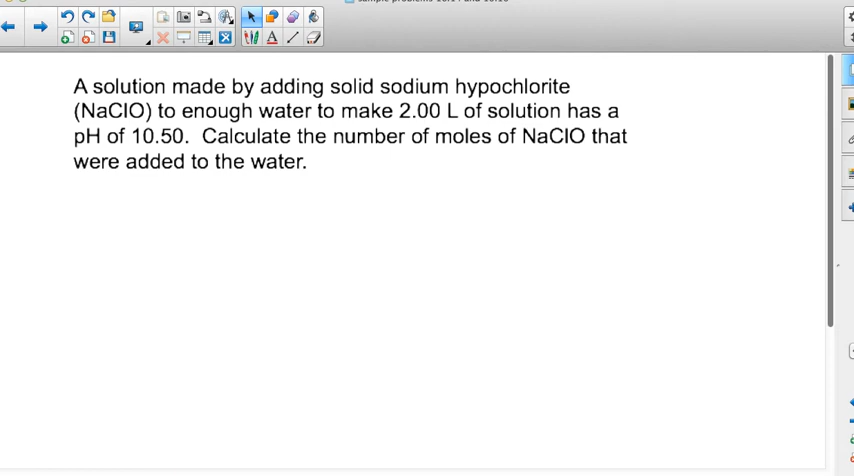 A solution made by adding solid sodium hypochlorite
(NaClO) to enough water to make 2.00 L of solution has a
pH of 10.50. Calculate the number of moles of NaClO that
were added to the water.